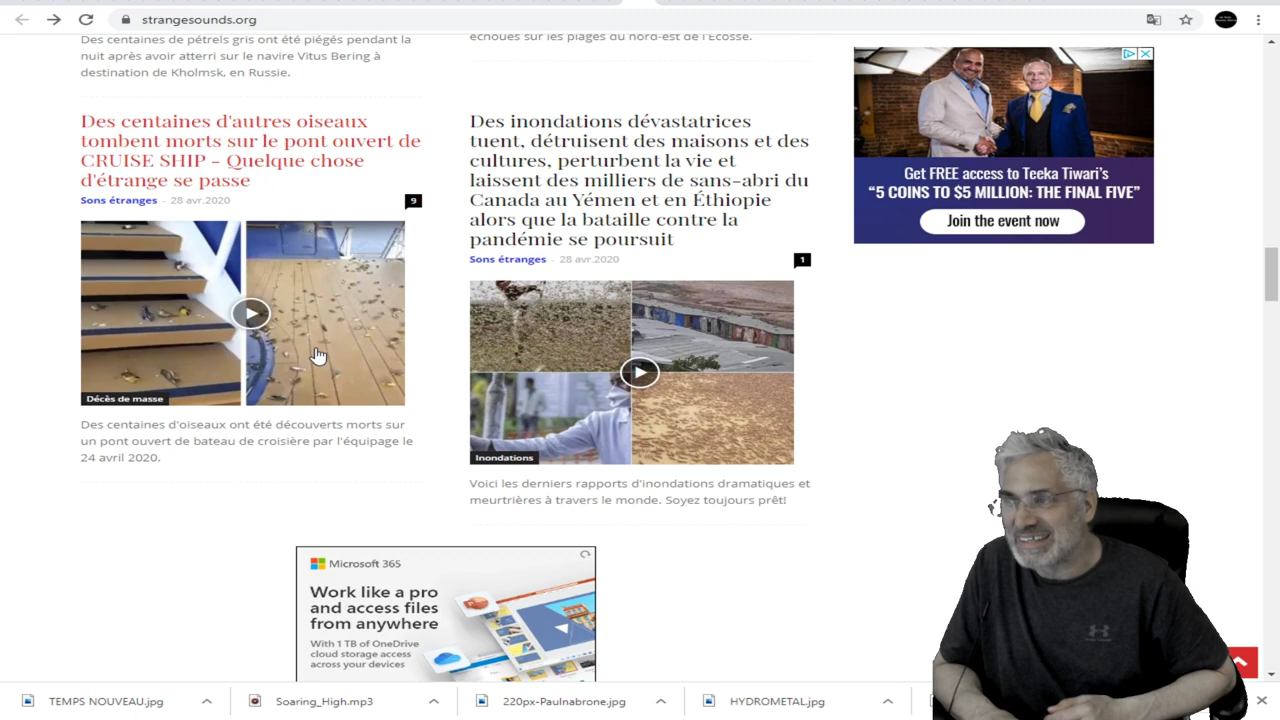 strangesounds.org
Des centaines de pétrels gris ont été piégés pendant la
nuit après avoir atterri sur le navire Vitus Bering à
destination de Kholmsk, en Russie.
échoués sur les plages du nord-est de l'Écosse.
Des centaines d'autres oiseaux
tombent morts sur le pont ouvert de
CRUISE SHIP - Quelque chose
d'étrange se passe
Sons étranges - 28 avr.2020
9
Décès de masse
Des centaines d'oiseaux ont été découverts morts sur
un pont ouvert de bateau de croisière par l'équipage le
24 avril 2020.
Des inondations dévastatrices
tuent, détruisent des maisons et des
cultures, perturbent la vie et
laissent des milliers de sans-abri du
Canada au Yémen et en Éthiopie
alors que la bataille contre la
pandémie se poursuit
Sons étranges - 28 avr.2020
1
Inondations
Voici les derniers rapports d'inondations dramatiques et
meurtrières à travers le monde. Soyez toujours prêt!
Get FREE access to Teeka Tiwari's
"5 COINS TO $5 MILLION: THE FINAL FIVE"
Join the event now
Microsoft 365
Work like a pro
and access files
from anywhere
With 1 TB of OneDrive
cloud storage access
across your devices
TEMPS NOUVEAU.jpg
Soaring_High.mp3
220px-Paulnabrone.jpg
HYDROMETAL.jpg